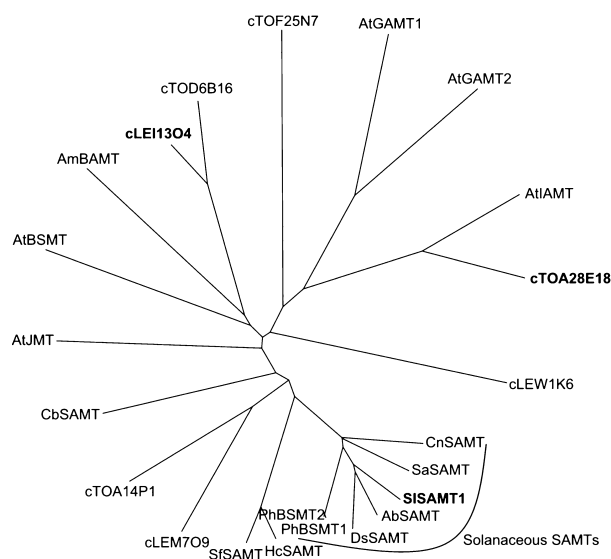 cTOF25N7
AtGAMT1
AtGAMT2
cTOD6B16
cLEI13O4
AmBAMT
AtIAMT
AtBSMT
cTOA28E18
AtJMT
cLEW1K6
CbSAMT
CnSAMT
SaSAMT
cTOA14P1
SlSAMT1
PhBSMT2
AbSAMT
PhBSMT1
cLEM7O9
DsSAMT
Solanaceous SAMTs
SfSAMT
HcSAMT